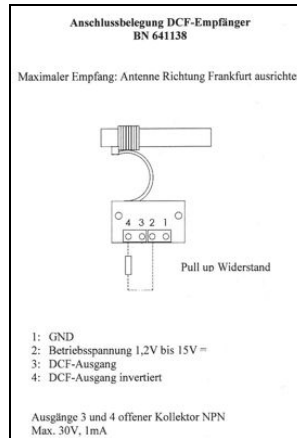 Anschlussbelegung DCF-Empfänger
BN 641138
Maximaler Empfang: Antenne Richtung Frankfurt ausrichte
4 3 2 1
Pull up Widerstand
1: GND
2: Betriebsspannung 1,2V bis 15V =
3: DCF-Ausgang
4: DCF-Ausgang invertiert
Ausgänge 3 und 4 offener Kollektor NPN
Max. 30V, 1mA